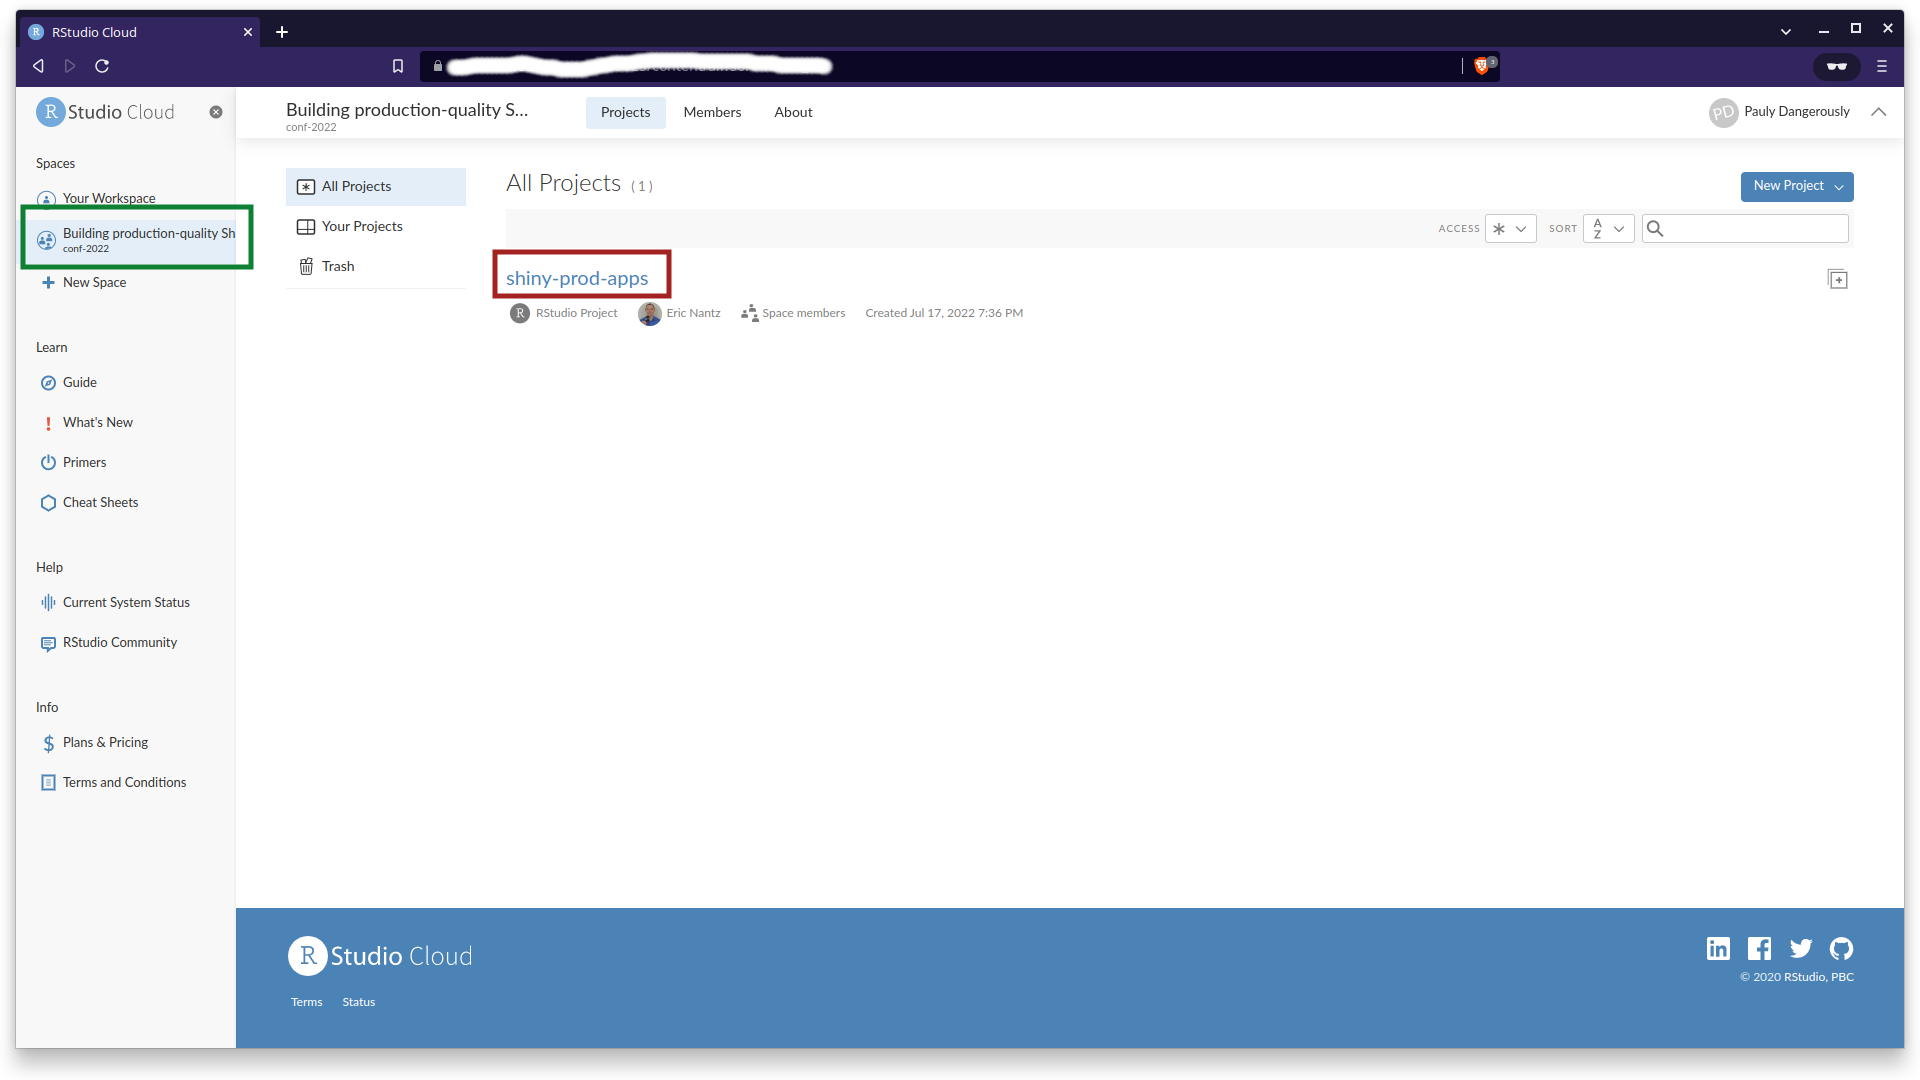 RStudio Cloud
3
R Studio Cloud
Building production-quality S...
conf-2022
Projects
Members
About
PD
Pauly Dangerously
Spaces
Your Workspace
Building production-quality Sh
conf-2022
New Space
Learn
Guide
What's New
Primers
Cheat Sheets
Help
Current System Status
RStudio Community
Info
Plans & Pricing
Terms and Conditions
All Projects
Your Projects
Trash
All Projects (1)
New Project
ACCESS
SORT A Z
shiny-prod-apps
R RStudio Project Eric Nantz Space members Created Jul 17, 2022 7:36 PM
R Studio Cloud
Terms Status
© 2020 RStudio, PBC